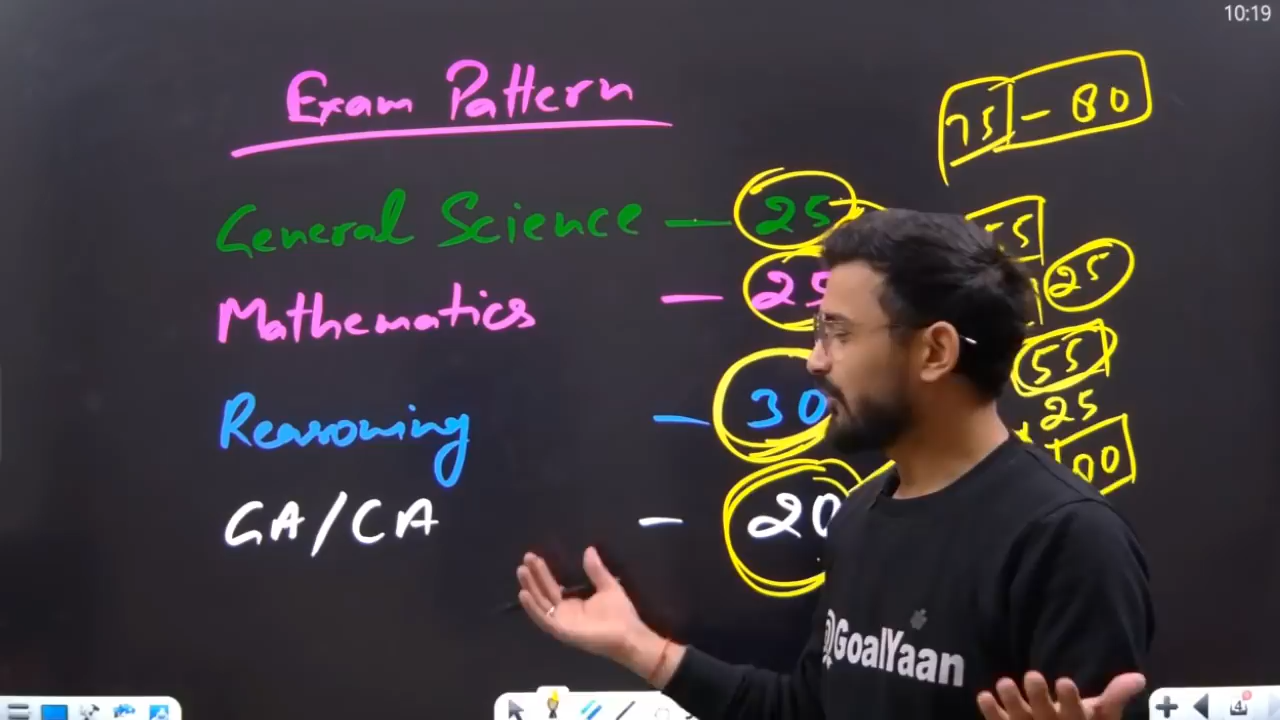 10:19
Exam Pattern
75 - 80
General Science - 25
Mathematics - 25
25
55
Reasoning - 30
25
100
GA/CA - 20
@GoalYaan